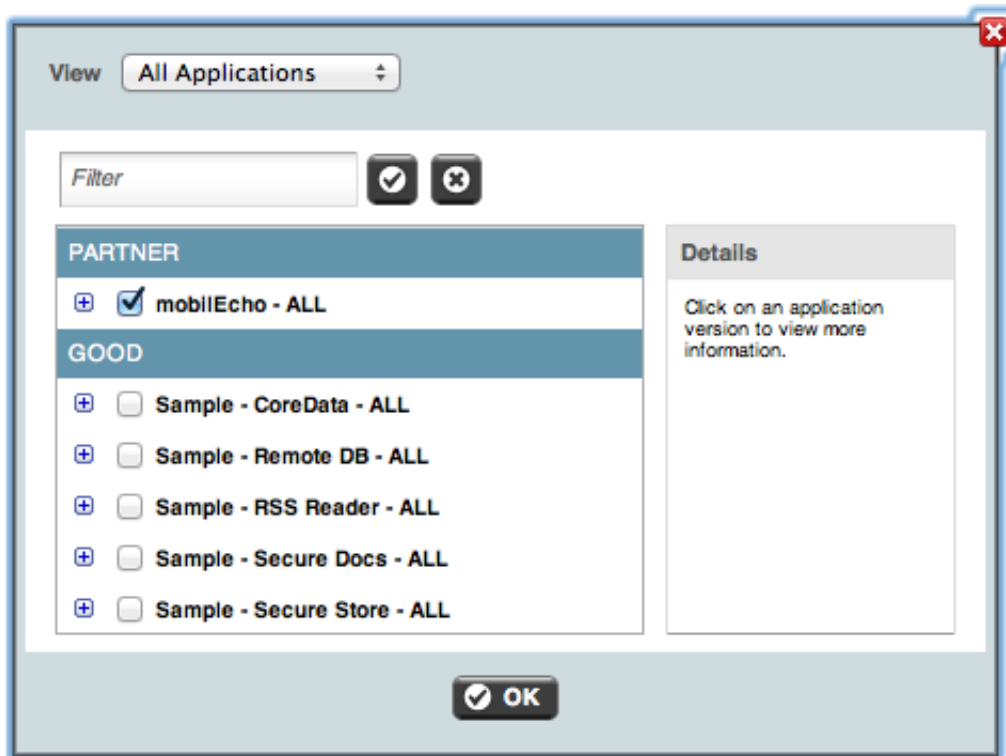 View All Applications
Filter
PARTNER
mobilEcho - ALL
GOOD
Sample - CoreData - ALL
Sample - Remote DB - ALL
Sample - RSS Reader - ALL
Sample - Secure Docs - ALL
Sample - Secure Store - ALL
Details
Click on an application
version to view more
information.
OK